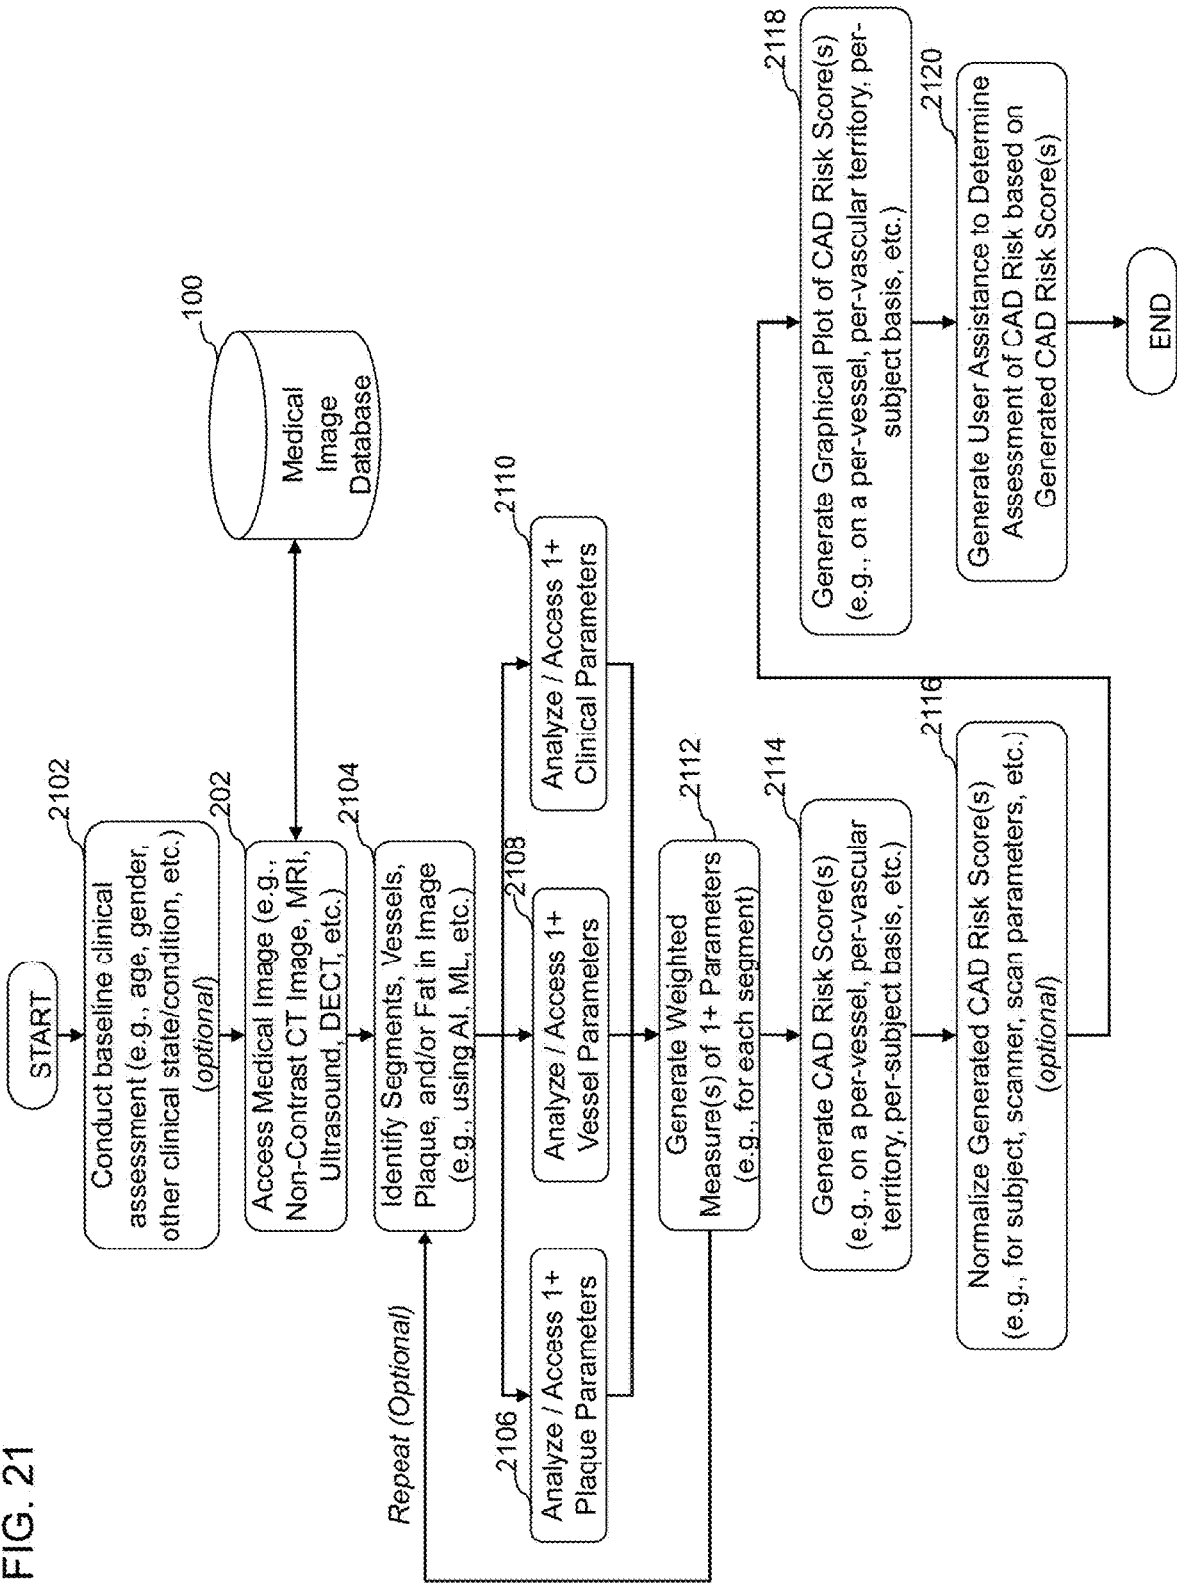 FIG. 21
START
2102
Conduct baseline clinical
assessment (e.g., age, gender,
other clinical state/condition, etc.)
(optional)
202
Access Medical Image (e.g.,
Non-Contrast CT Image, MRI,
Ultrasound, DECT, etc.)
100
Medical
Image
Database
2104
Identify Segments, Vessels,
Plaque, and/or Fat in Image
(e.g., using AI, ML, etc.)
Repeat (Optional)
2106
Analyze / Access 1+
Plaque Parameters
2108
Analyze / Access 1+
Vessel Parameters
2110
Analyze / Access 1+
Clinical Parameters
2112
Generate Weighted
Measure(s) of 1+ Parameters
(e.g., for each segment)
2114
Generate CAD Risk Score(s)
(e.g., on a per-vessel, per-vascular
territory, per-subject basis, etc.)
2116
Normalize Generated CAD Risk Score(s)
(e.g., for subject, scanner, scan parameters, etc.)
(optional)
2118
Generate Graphical Plot of CAD Risk Score(s)
(e.g., on a per-vessel, per-vascular territory, per-
subject basis, etc.)
2120
Generate User Assistance to Determine
Assessment of CAD Risk based on
Generated CAD Risk Score(s)
END